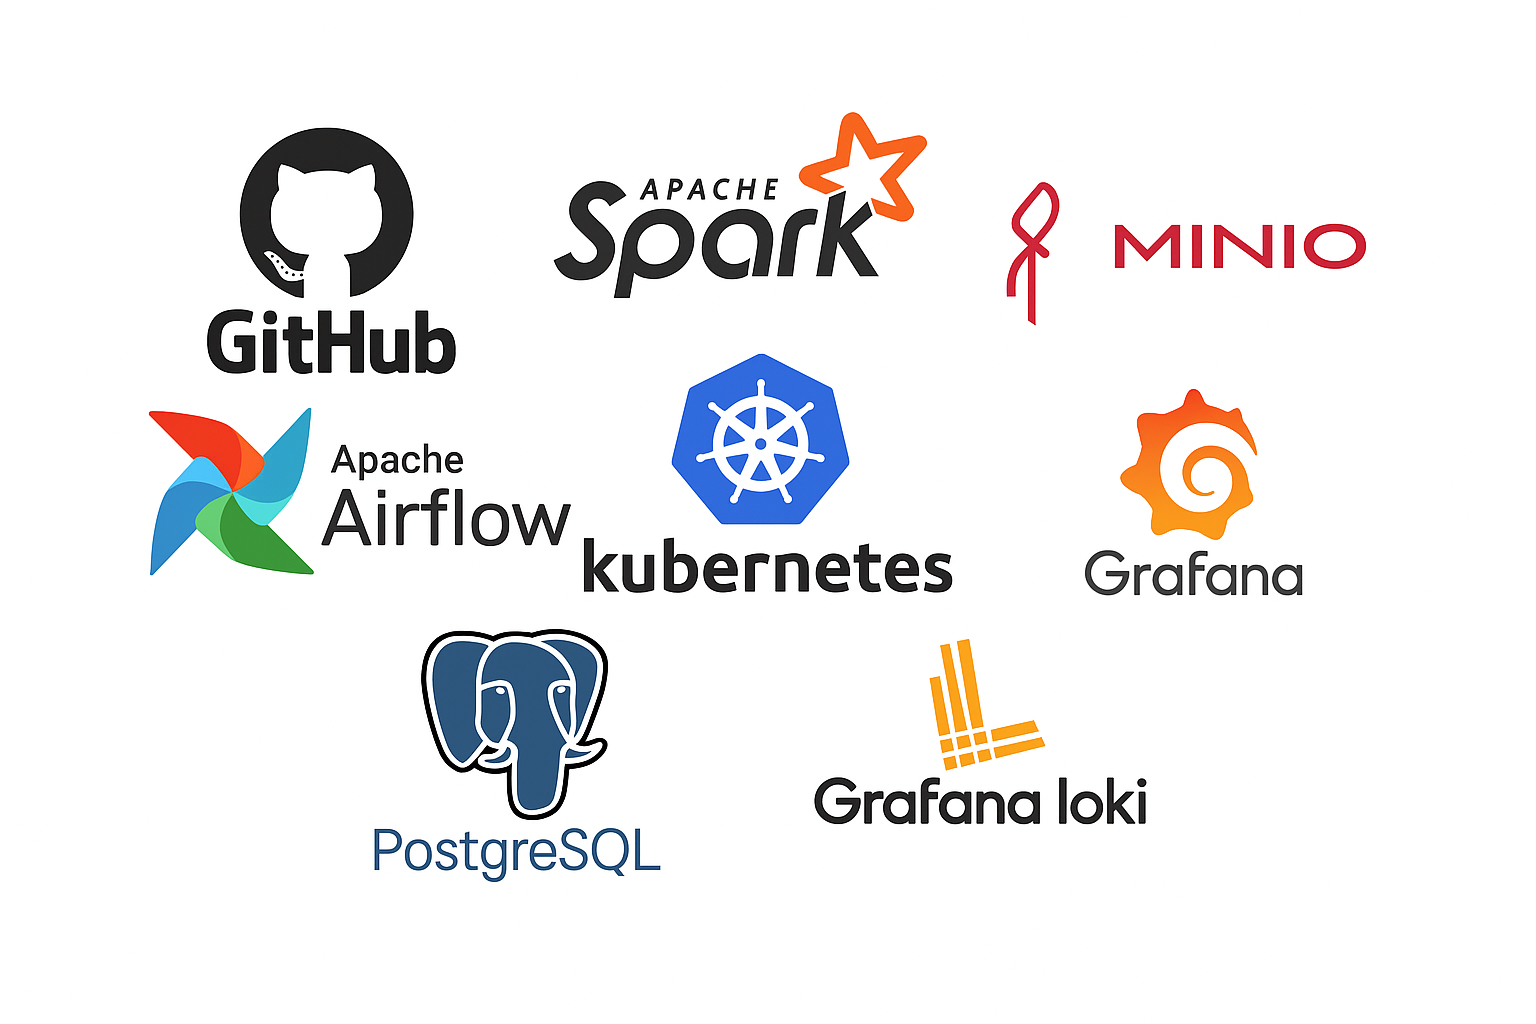 GitHub
APACHE
Spark
MINIO
Apache
Airflow
kubernetes
Grafana
PostgreSQL
Grafana loki